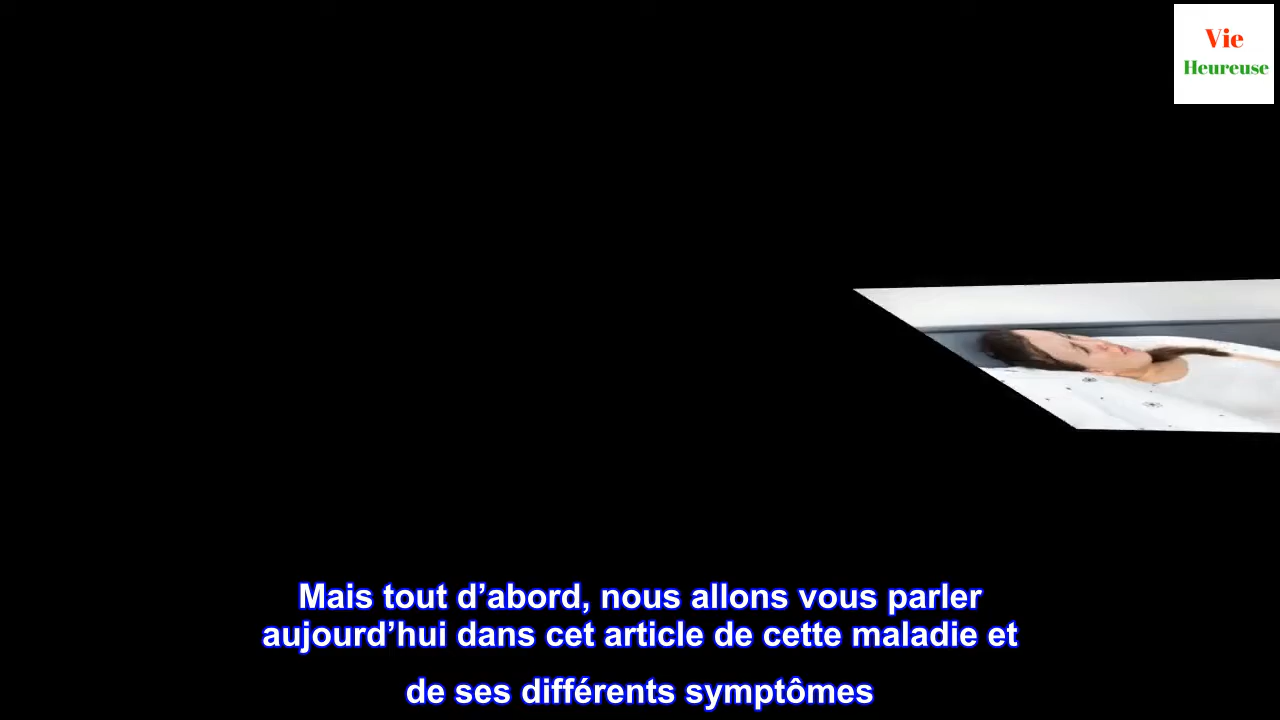 Vie
Heureuse
Mais tout d’abord, nous allons vous parler
aujourd’hui dans cet article de cette maladie et
de ses différents symptômes